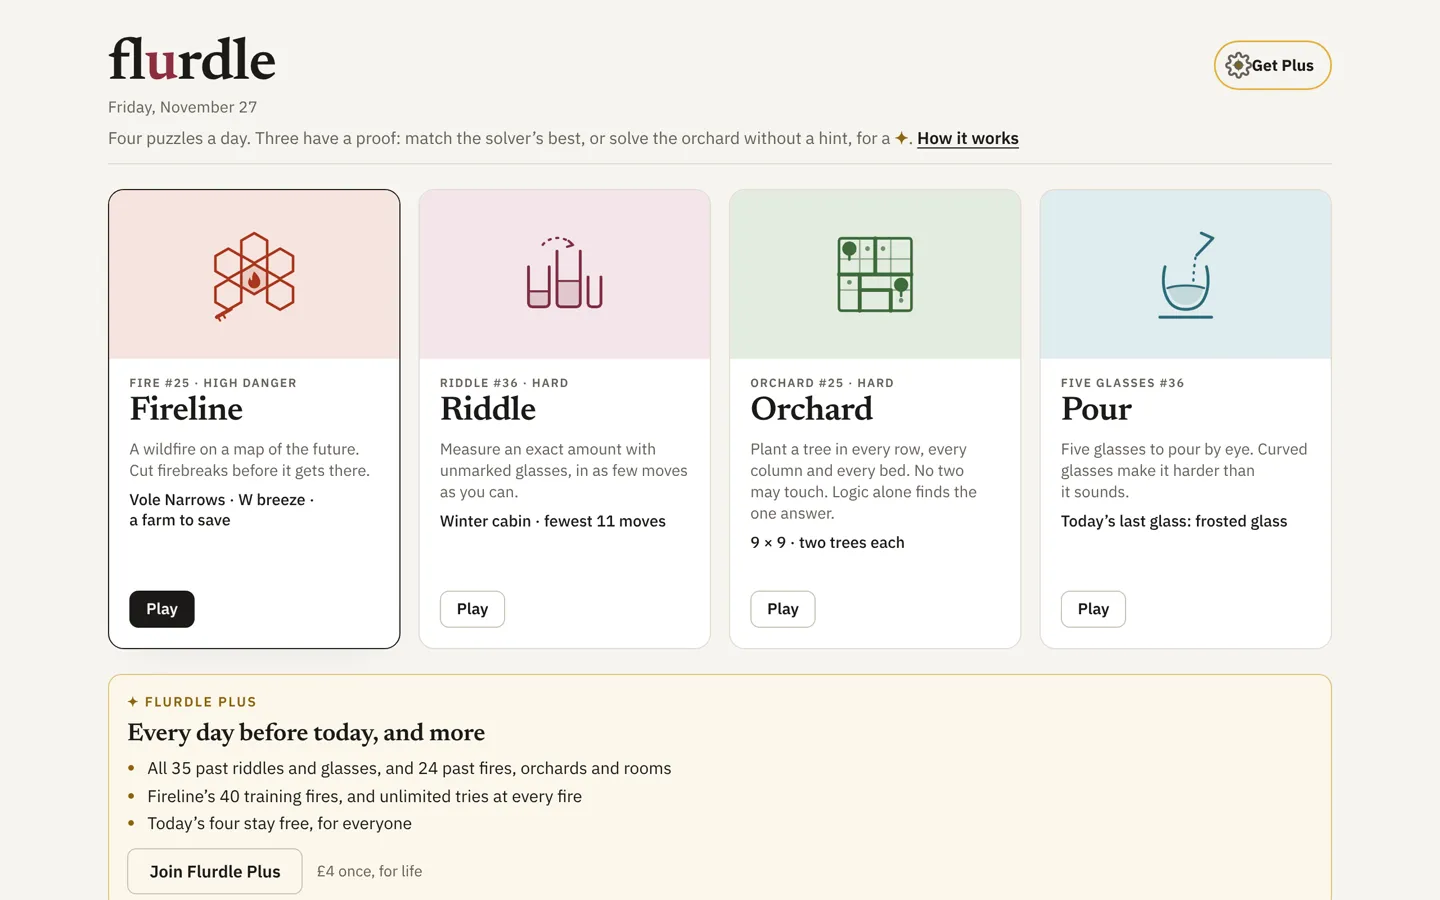 flurdle
Get Plus
Friday, November 27
Four puzzles a day. Three have a proof: match the solver’s best, or solve the orchard without a hint, for a ✦. How it works
FIRE #25 · HIGH DANGER
Fireline
A wildfire on a map of the future.
Cut firebreaks before it gets there.
Vole Narrows · W breeze ·
a farm to save
Play
RIDDLE #36 · HARD
Riddle
Measure an exact amount with
unmarked glasses, in as few moves
as you can.
Winter cabin · fewest 11 moves
Play
ORCHARD #25 · HARD
Orchard
Plant a tree in every row, every
column and every bed. No two
may touch. Logic alone finds the
one answer.
9 × 9 · two trees each
Play
FIVE GLASSES #36
Pour
Five glasses to pour by eye. Curved
glasses make it harder than
it sounds.
Today’s last glass: frosted glass
Play
✦ FLURDLE PLUS
Every day before today, and more
• All 35 past riddles and glasses, and 24 past fires, orchards and rooms
• Fireline’s 40 training fires, and unlimited tries at every fire
• Today’s four stay free, for everyone
Join Flurdle Plus
£4 once, for life